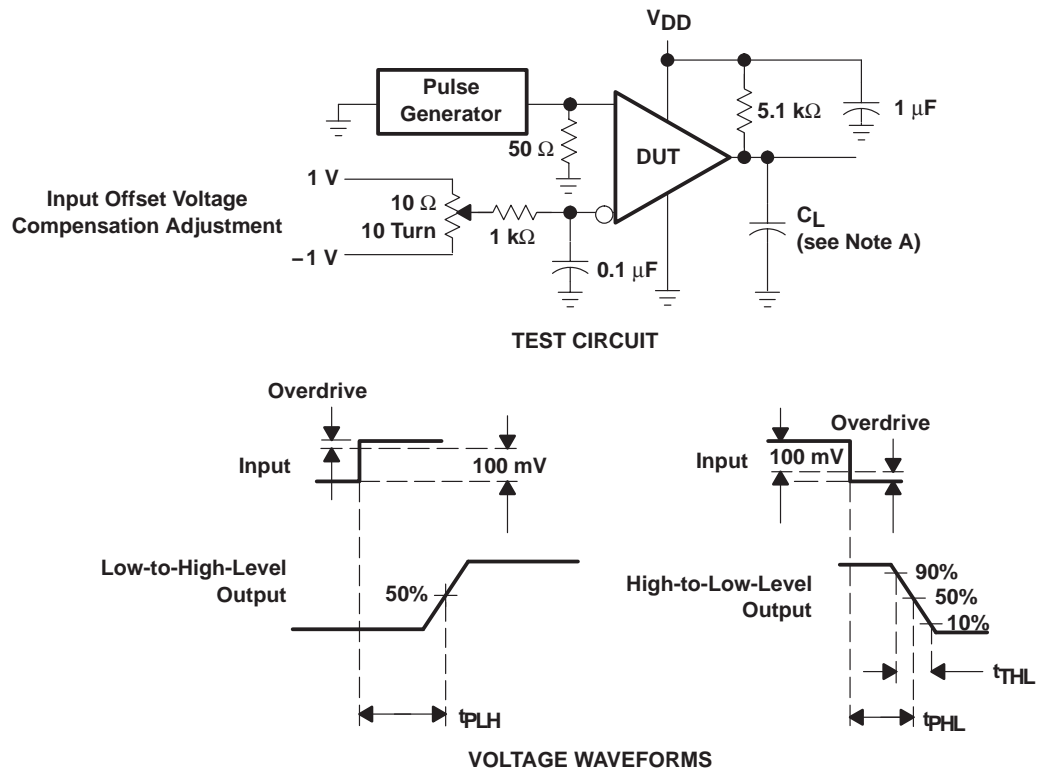 VDD
Pulse
Generator
5.1 kΩ
1 μF
50 Ω
DUT
Input Offset Voltage
Compensation Adjustment
1 V
10 Ω
10 Turn
−1 V
1 kΩ
0.1 μF
CL
(see Note A)
TEST CIRCUIT
Overdrive
Input
100 mV
Low-to-High-Level
Output
50%
tPLH
Overdrive
Input
100 mV
High-to-Low-Level
Output
90%
50%
10%
tTHL
tPHL
VOLTAGE WAVEFORMS